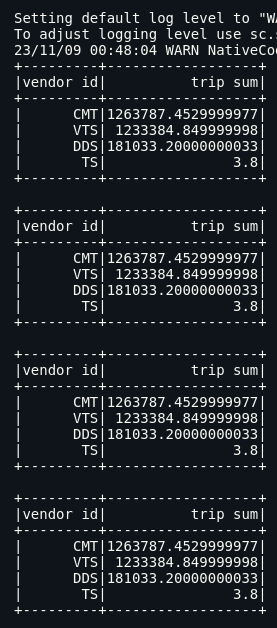 Setting default log level to "WA
To adjust logging level use sc.s
23/11/09 00:48:04 WARN NativeCo
+---------+------------------+
|vendor id|          trip sum|
+---------+------------------+
|      CMT|1263787.4529999977|
|      VTS| 1233384.849999998|
|      DDS|181033.20000000033|
|       TS|               3.8|
+---------+------------------+

+---------+------------------+
|vendor id|          trip sum|
+---------+------------------+
|      CMT|1263787.4529999977|
|      VTS| 1233384.849999998|
|      DDS|181033.20000000033|
|       TS|               3.8|
+---------+------------------+

+---------+------------------+
|vendor id|          trip sum|
+---------+------------------+
|      CMT|1263787.4529999977|
|      VTS| 1233384.849999998|
|      DDS|181033.20000000033|
|       TS|               3.8|
+---------+------------------+

+---------+------------------+
|vendor id|          trip sum|
+---------+------------------+
|      CMT|1263787.4529999977|
|      VTS| 1233384.849999998|
|      DDS|181033.20000000033|
|       TS|               3.8|
+---------+------------------+